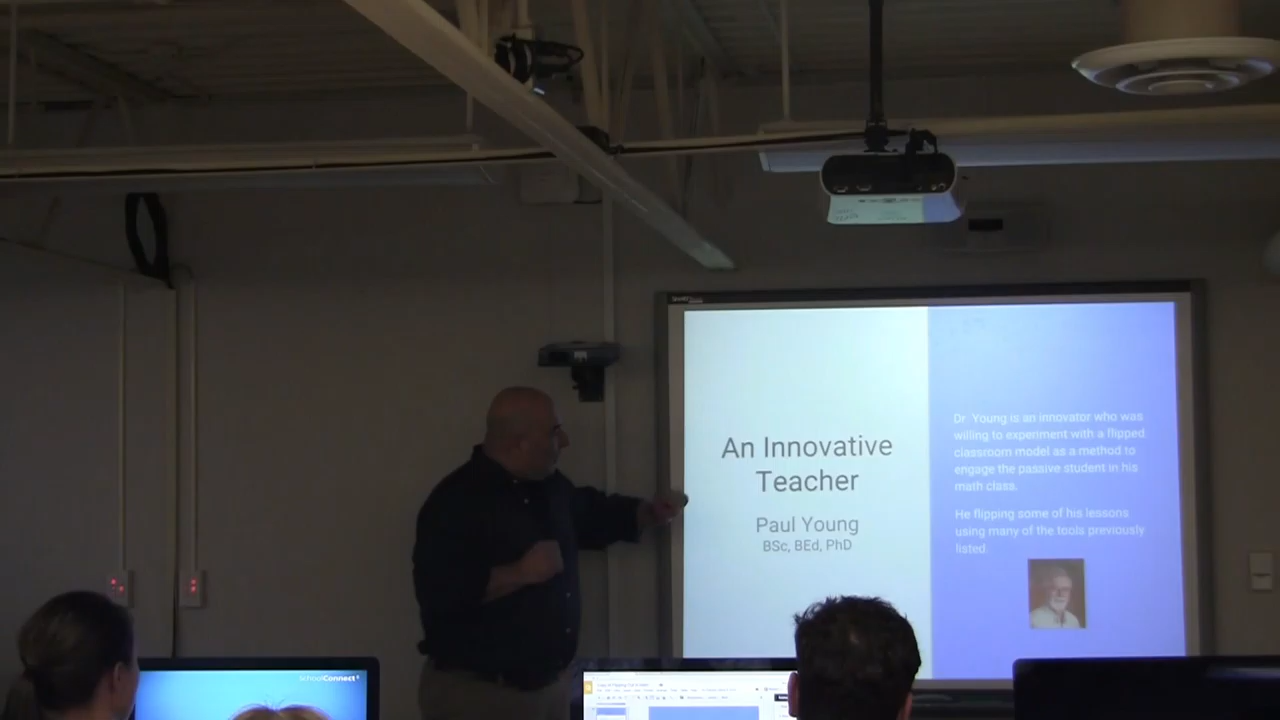 SMART
An Innovative
Teacher
Paul Young
BSc, BEd, PhD
Dr Young is an innovator who was
willing to experiment with a flipped
classroom model as a method to
engage the passive student in his
math class.
He flipping some of his lessons
using many of the tools previously
listed.
SchoolConnect